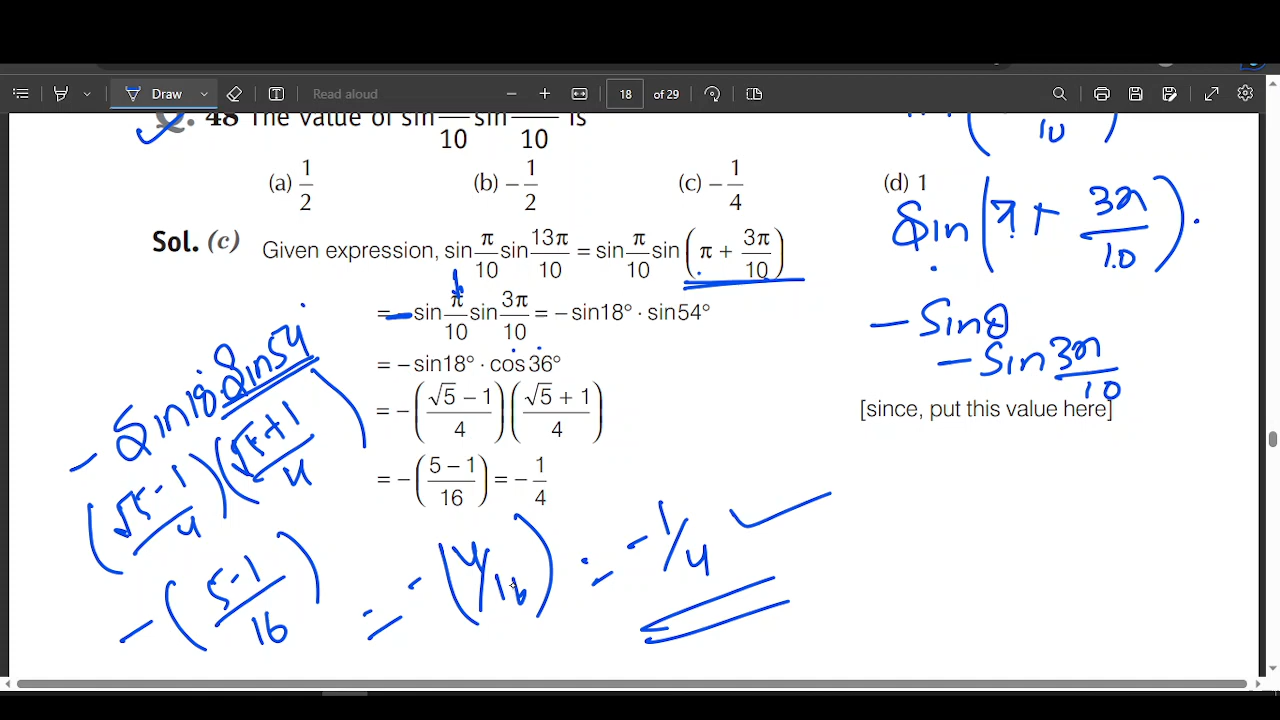 Draw
Read aloud
18 of 29
Q. 48 The value of sin 10 sin 10 is
(a) 1/2 (b) −1/2 (c) −1/4 (d) 1
Sol. (c) Given expression, sin π/10 sin 13π/10 = sin π/10 sin (π + 3π/10)
= − sin π/10 sin 3π/10 = − sin18° · sin54°
= − sin18° · cos36°
= −((√5 − 1)/4)((√5 + 1)/4)
[since, put this value here]
= −((5 − 1)/16) = −1/4
10
Sin(π + 3π/10)
− Sinθ
− Sin 3π/10
− Sin18 Sin54
((√5-1)/4)((√5+1)/4)
− ((5-1)/16) = -(4/16) = -1/4